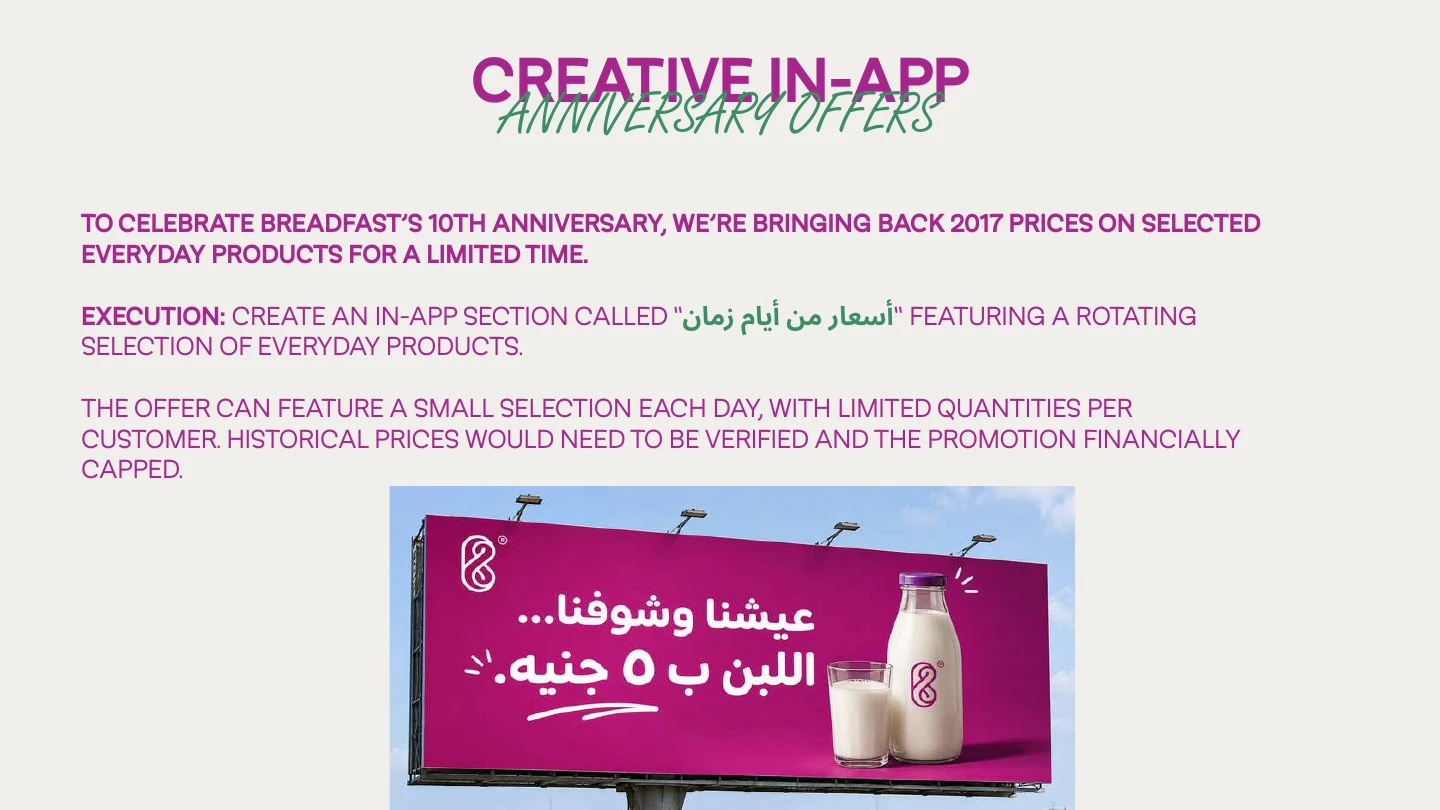 CREATIVE IN-APP
ANNIVERSARY OFFERS
TO CELEBRATE BREADFAST’S 10TH ANNIVERSARY, WE’RE BRINGING BACK 2017 PRICES ON SELECTED
EVERYDAY PRODUCTS FOR A LIMITED TIME.
EXECUTION: CREATE AN IN-APP SECTION CALLED “أسعار من أيام زمان“ FEATURING A ROTATING
SELECTION OF EVERYDAY PRODUCTS.
THE OFFER CAN FEATURE A SMALL SELECTION EACH DAY, WITH LIMITED QUANTITIES PER
CUSTOMER. HISTORICAL PRICES WOULD NEED TO BE VERIFIED AND THE PROMOTION FINANCIALLY
CAPPED.
عيشنا وشوفنا...
اللبن ب ٥ جنيه.